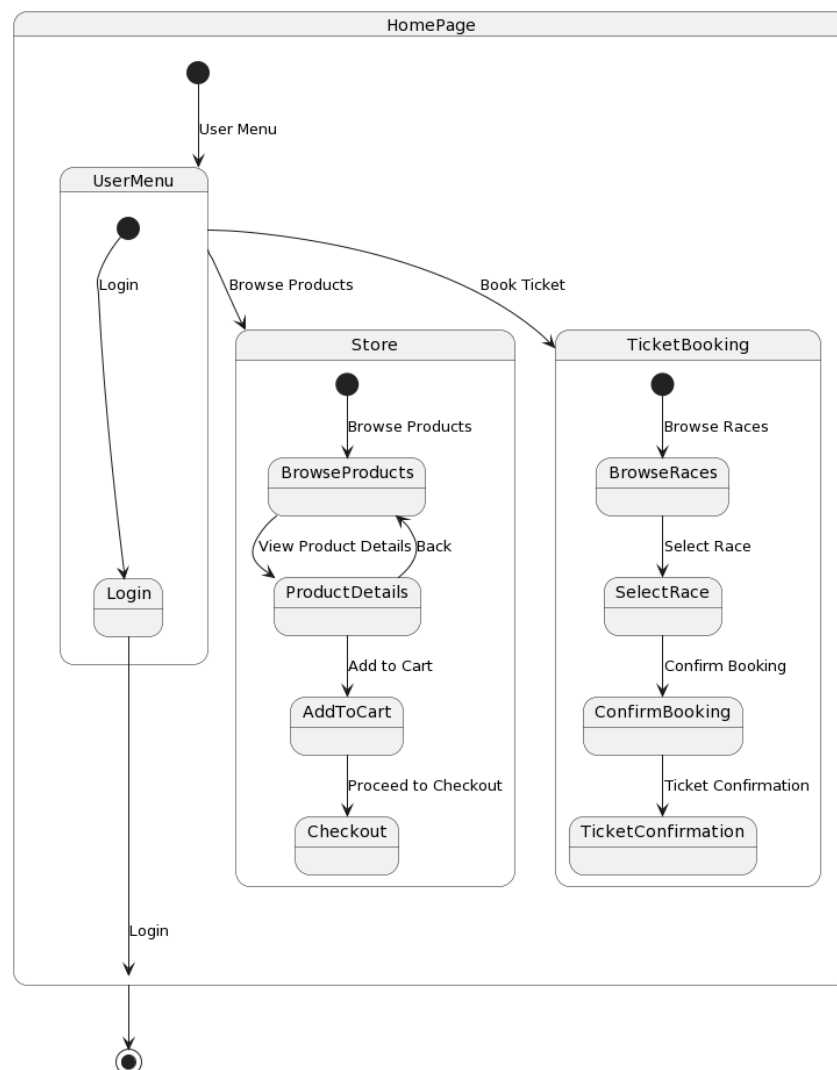 HomePage
User Menu
UserMenu
Login
Browse Products
Book Ticket
Store
TicketBooking
Browse Products
Browse Races
BrowseProducts
BrowseRaces
View Product Details
Back
Select Race
Login
ProductDetails
SelectRace
Add to Cart
Confirm Booking
AddToCart
ConfirmBooking
Proceed to Checkout
Ticket Confirmation
Checkout
TicketConfirmation
Login